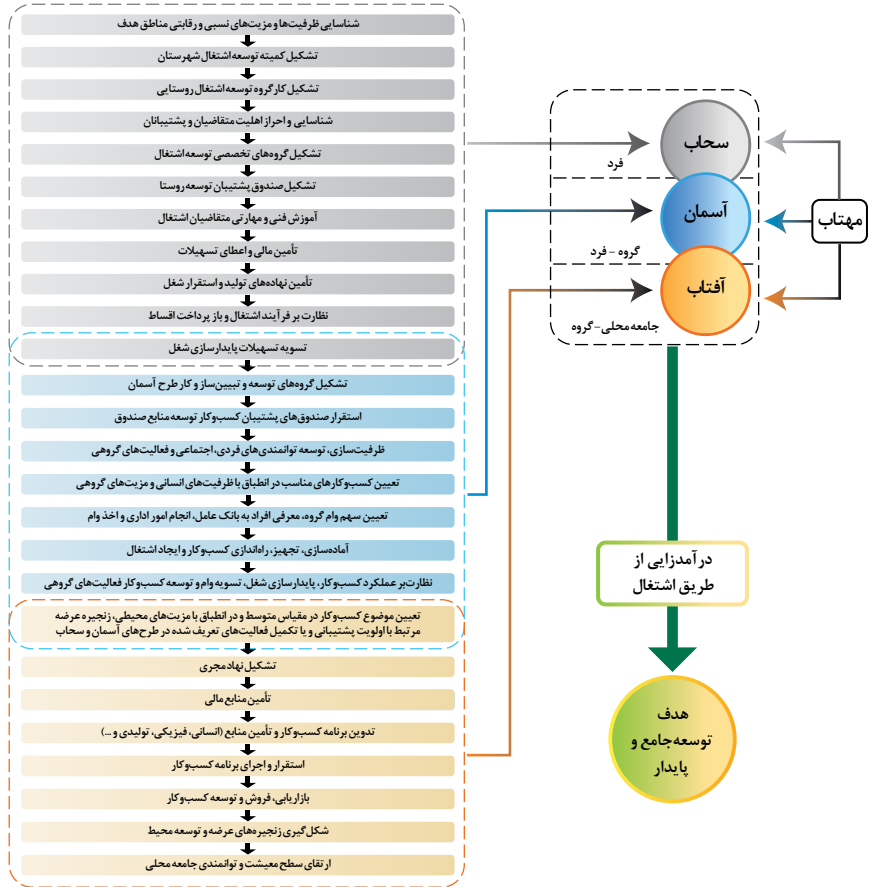 شناسایی ظرفیت‌ها و مزیت‌های نسبی و رقابتی مناطق هدف
تشکیل کمیته توسعه اشتغال شهرستان
تشکیل کارگروه توسعه اشتغال روستایی
شناسایی و احراز اهلیت متقاضیان و پشتیبانان
تشکیل گروه‌های تخصصی توسعه اشتغال
تشکیل صندوق پشتیبان توسعه روستا
آموزش فنی و مهارتی متقاضیان اشتغال
تأمین مالی و اعطای تسهیلات
تأمین نهاده‌های تولید و استقرار شغل
نظارت بر فرآیند اشتغال و باز پرداخت اقساط
تسویه تسهیلات پایدارسازی شغل
تشکیل گروه‌های توسعه و تبیین‌ساز و کار طرح آسمان
استقرار صندوق‌های پشتیبان کسب‌وکار توسعه منابع صندوق
ظرفیت‌سازی، توسعه توانمندی‌های فردی، اجتماعی و فعالیت‌های گروهی
تعیین کسب‌وکارهای مناسب در انطباق با ظرفیت‌های انسانی و مزیت‌های گروهی
تعیین سهم وام گروه، معرفی افراد به بانک عامل، انجام امور اداری و اخذ وام
آماده‌سازی، تجهیز، راه‌اندازی کسب‌وکار و ایجاد اشتغال
نظارت‌بر عملکرد کسب‌وکار، پایدارسازی شغل، تسویه وام و توسعه کسب‌وکار فعالیت‌های گروهی
تعیین موضوع کسب‌وکار در مقیاس متوسط و در انطباق با مزیت‌های محیطی، زنجیره عرضه
مرتبط با اولویت پشتیبانی و یا تکمیل فعالیت‌های تعریف شده در طرح‌های آسمان و سحاب
تشکیل نهاد مجری
تأمین منابع مالی
تدوین برنامه کسب‌وکار و تأمین منابع (انسانی، فیزیکی، تولیدی و ...)
استقرار و اجرای برنامه کسب‌وکار
بازاریابی، فروش و توسعه کسب‌وکار
شکل‌گیری زنجیره‌های عرضه و توسعه محیط
ارتقای سطح معیشت و توانمندی جامعه محلی
سحاب
فرد
آسمان
گروه - فرد
آفتاب
جامعه محلی - گروه
مهتاب
درآمدزایی از
طریق اشتغال
هدف
توسعه‌جامع و
پایدار